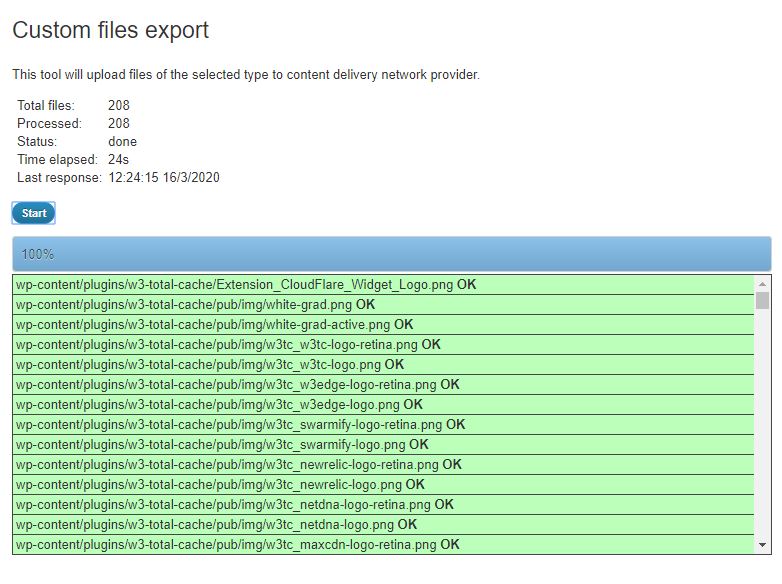 Custom files export
This tool will upload files of the selected type to content delivery network provider.
Total files: 208
Processed: 208
Status: done
Time elapsed: 24s
Last response: 12:24:15 16/3/2020
Start
100%
wp-content/plugins/w3-total-cache/Extension_CloudFlare_Widget_Logo.png OK
wp-content/plugins/w3-total-cache/pub/img/white-grad.png OK
wp-content/plugins/w3-total-cache/pub/img/white-grad-active.png OK
wp-content/plugins/w3-total-cache/pub/img/w3tc_w3tc-logo-retina.png OK
wp-content/plugins/w3-total-cache/pub/img/w3tc_w3tc-logo.png OK
wp-content/plugins/w3-total-cache/pub/img/w3tc_w3edge-logo-retina.png OK
wp-content/plugins/w3-total-cache/pub/img/w3tc_w3edge-logo.png OK
wp-content/plugins/w3-total-cache/pub/img/w3tc_swarmify-logo-retina.png OK
wp-content/plugins/w3-total-cache/pub/img/w3tc_swarmify-logo.png OK
wp-content/plugins/w3-total-cache/pub/img/w3tc_newrelic-logo-retina.png OK
wp-content/plugins/w3-total-cache/pub/img/w3tc_newrelic-logo.png OK
wp-content/plugins/w3-total-cache/pub/img/w3tc_netdna-logo-retina.png OK
wp-content/plugins/w3-total-cache/pub/img/w3tc_netdna-logo.png OK
wp-content/plugins/w3-total-cache/pub/img/w3tc_maxcdn-logo-retina.png OK